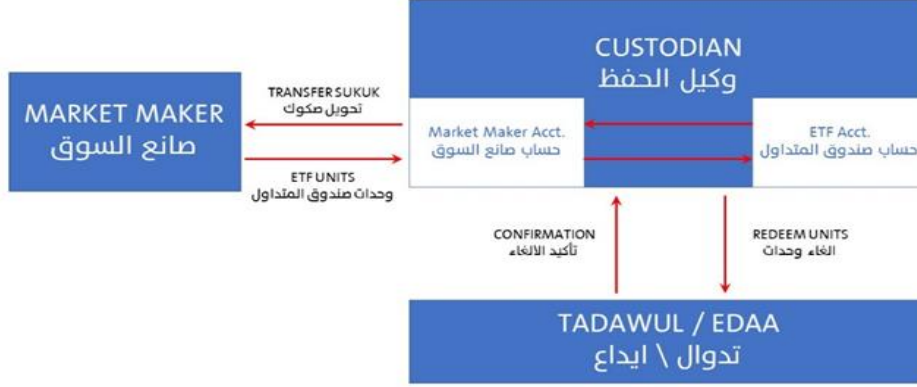 CUSTODIAN
وكيل الحفظ
MARKET MAKER
صانع السوق
TRANSFER SUKUK
تحويل صكوك
ETF UNITS
وحدات صندوق المتداول
Market Maker Acct.
حساب صانع السوق
ETF Acct.
حساب صندوق المتداول
CONFIRMATION
تأكيد الالغاء
REDEEM UNITS
الغاء وحدات
TADAWUL / EDAA
تدوال \ ايداع